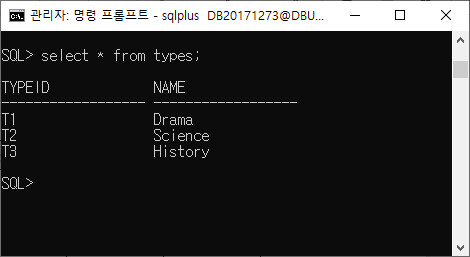 관리자: 명령 프롬프트 - sqlplus  DB20171273@DBU...
SQL> select * from types;
TYPEID             NAME
------------------ ------------------
T1                 Drama
T2                 Science
T3                 History
SQL>